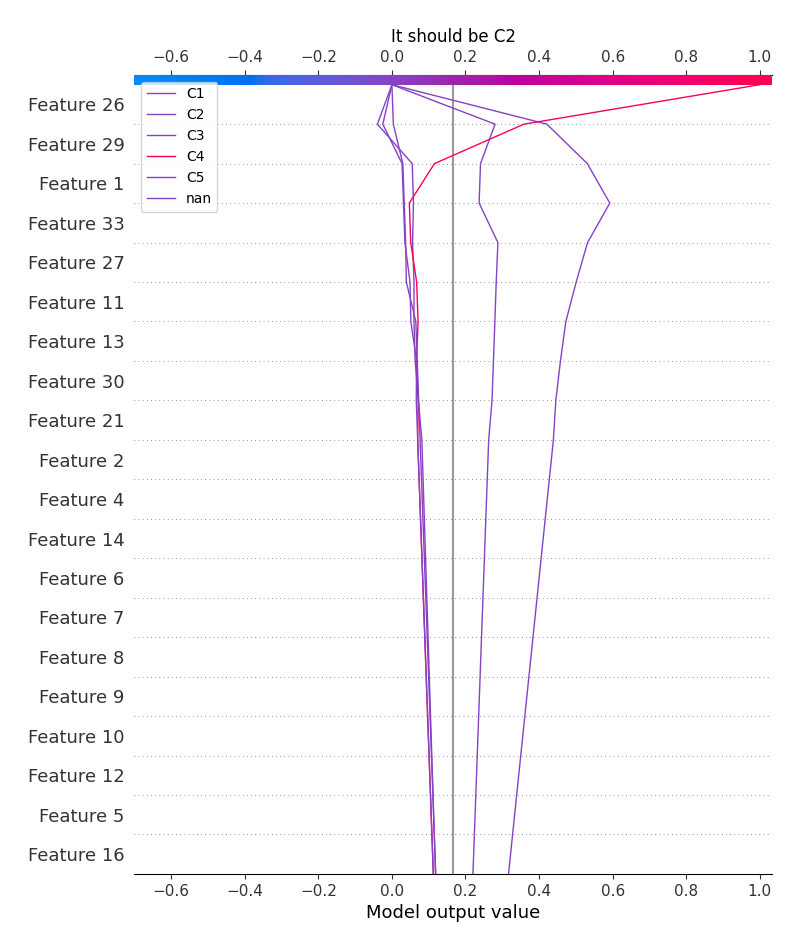 It should be C2
−0.6 −0.4 −0.2 0.0 0.2 0.4 0.6 0.8 1.0
C1
C2
C3
C4
C5
nan
Feature 26
Feature 29
Feature 1
Feature 33
Feature 27
Feature 11
Feature 13
Feature 30
Feature 21
Feature 2
Feature 4
Feature 14
Feature 6
Feature 7
Feature 8
Feature 9
Feature 10
Feature 12
Feature 5
Feature 16
−0.6 −0.4 −0.2 0.0 0.2 0.4 0.6 0.8 1.0
Model output value